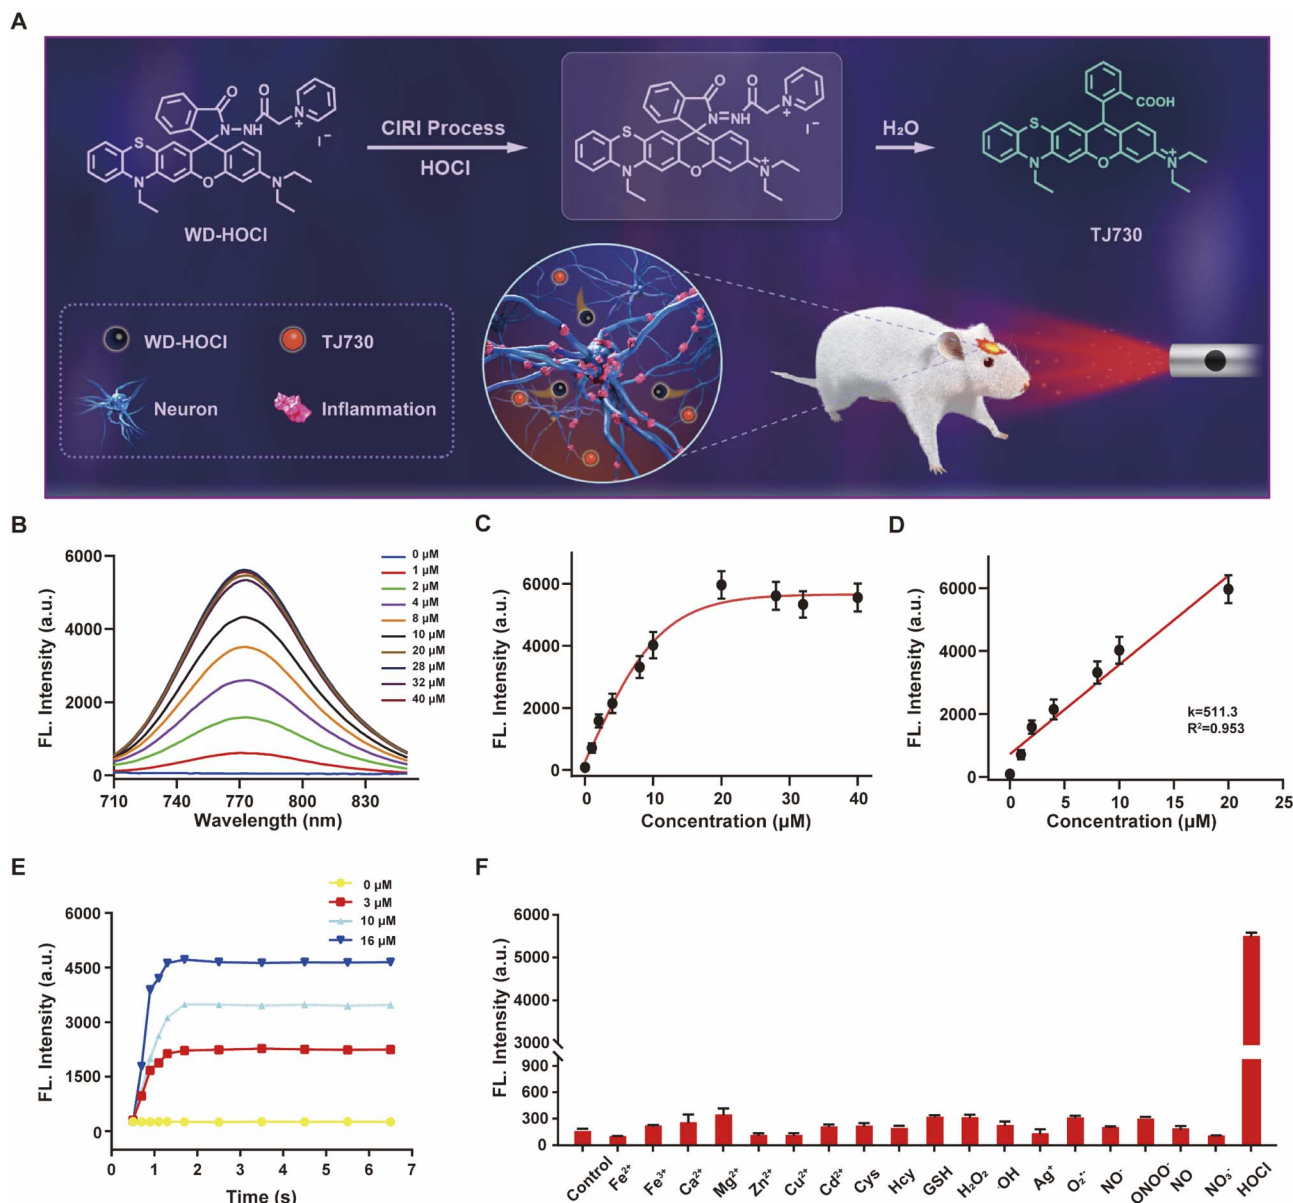 A
CIRI Process
HOCl
H₂O
WD-HOCl
TJ730
O
O
N
NH
N
+
I⁻
S
N
O
N
O
O
N
NH
N
+
I⁻
S
N
O
N
+
COOH
S
N
O
N
+
WD-HOCl
TJ730
Neuron
Inflammation
B
FL. Intensity (a.u.)
6000
4000
2000
0
710
740
770
800
830
Wavelength (nm)
0 µM
1 µM
2 µM
4 µM
8 µM
10 µM
20 µM
28 µM
32 µM
40 µM
C
FL. Intensity (a.u.)
6000
4000
2000
0
0
10
20
30
40
Concentration (µM)
D
FL. Intensity (a.u.)
6000
4000
2000
0
0
5
10
15
20
25
Concentration (µM)
k=511.3
R²=0.953
E
FL. Intensity (a.u.)
6000
4500
3000
1500
0
0
1
2
3
4
5
6
7
Time (s)
0 µM
3 µM
10 µM
16 µM
F
FL. Intensity (a.u.)
6000
5000
4000
3000
900
600
300
0
Control
Fe²⁺
Fe³⁺
Ca²⁺
Mg²⁺
Zn²⁺
Cu²⁺
Cd²⁺
Cys
Hcy
GSH
H₂O₂
·OH
Ag⁺
O₂·⁻
NO⁻
ONOO⁻
NO
NO₃⁻
HOCl